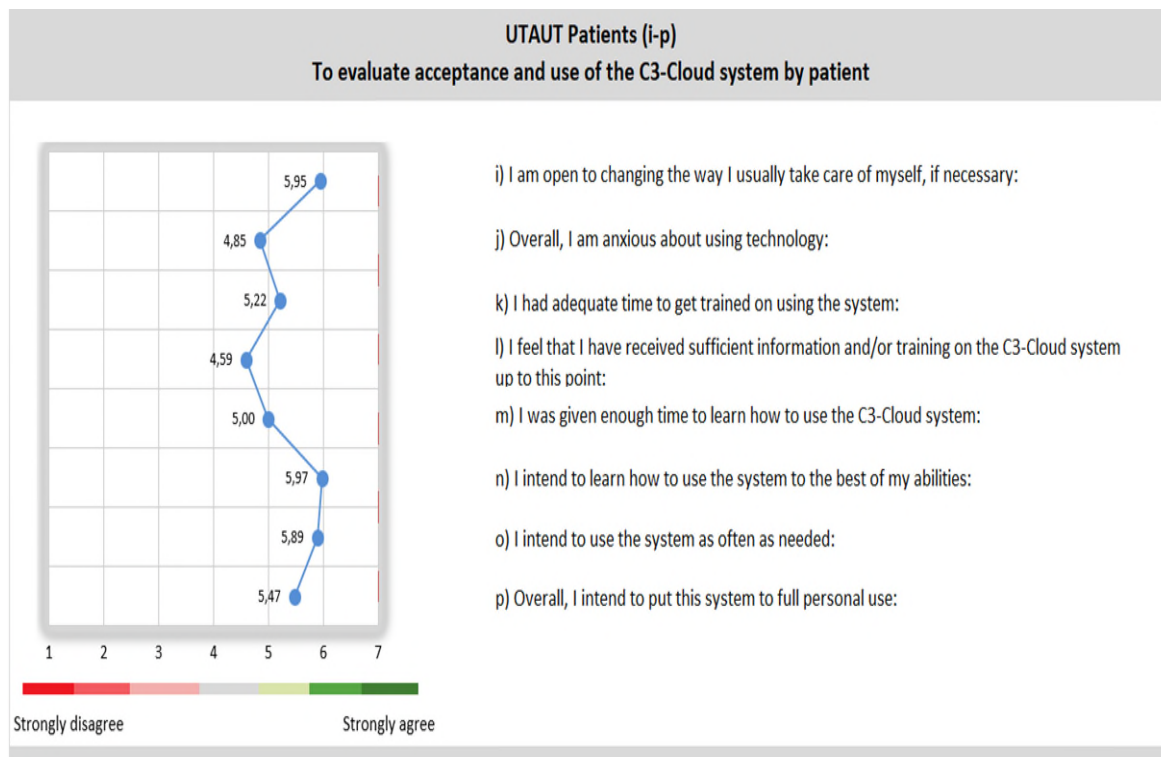 UTAUT Patients (i-p)
To evaluate acceptance and use of the C3-Cloud system by patient
5,95
i) I am open to changing the way I usually take care of myself, if necessary:
4,85
j) Overall, I am anxious about using technology:
5,22
k) I had adequate time to get trained on using the system:
4,59
l) I feel that I have received sufficient information and/or training on the C3-Cloud system
up to this point:
5,00
m) I was given enough time to learn how to use the C3-Cloud system:
5,97
n) I intend to learn how to use the system to the best of my abilities:
5,89
o) I intend to use the system as often as needed:
5,47
p) Overall, I intend to put this system to full personal use:
1 2 3 4 5 6 7
Strongly disagree Strongly agree